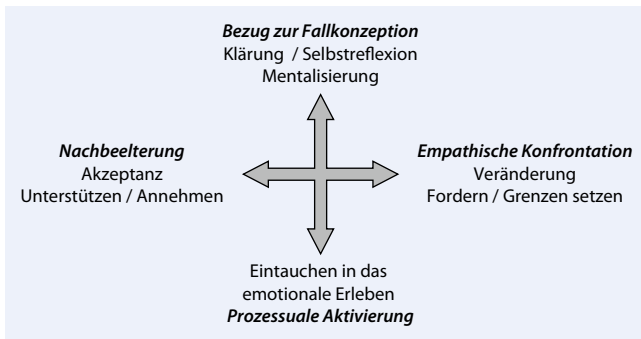 Bezug zur Fallkonzeption
Klärung / Selbstreflexion
Mentalisierung
Nachbeelterung
Akzeptanz
Unterstützen / Annehmen
Empathische Konfrontation
Veränderung
Fordern / Grenzen setzen
Eintauchen in das
emotionale Erleben
Prozessuale Aktivierung